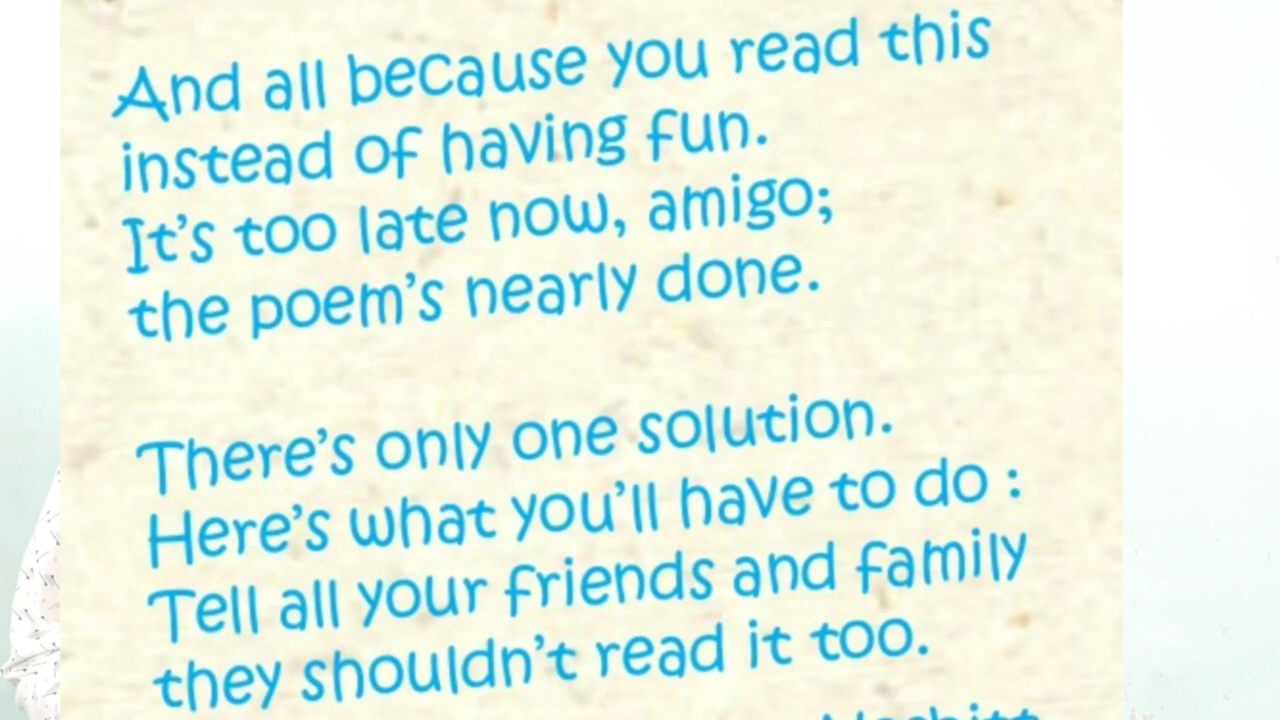 And all because you read this
instead of having fun.
It's too late now, amigo;
the poem's nearly done.
There's only one solution.
Here's what you'll have to do :
Tell all your friends and family
they shouldn't read it too.